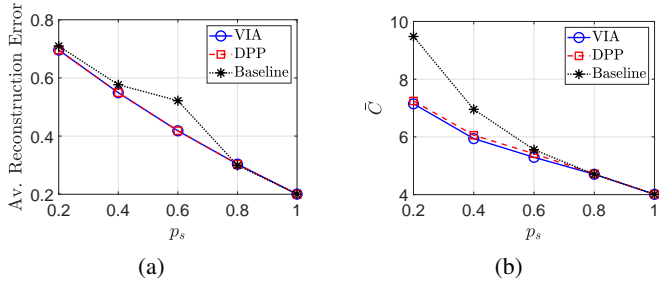 Av. Reconstruction Error
0.8
0.6
0.4
0.2
VIA
DPP
Baseline
0.2 0.4 0.6 0.8 1
p_s
(a)
C̄
10
8
6
4
VIA
DPP
Baseline
0.2 0.4 0.6 0.8 1
p_s
(b)